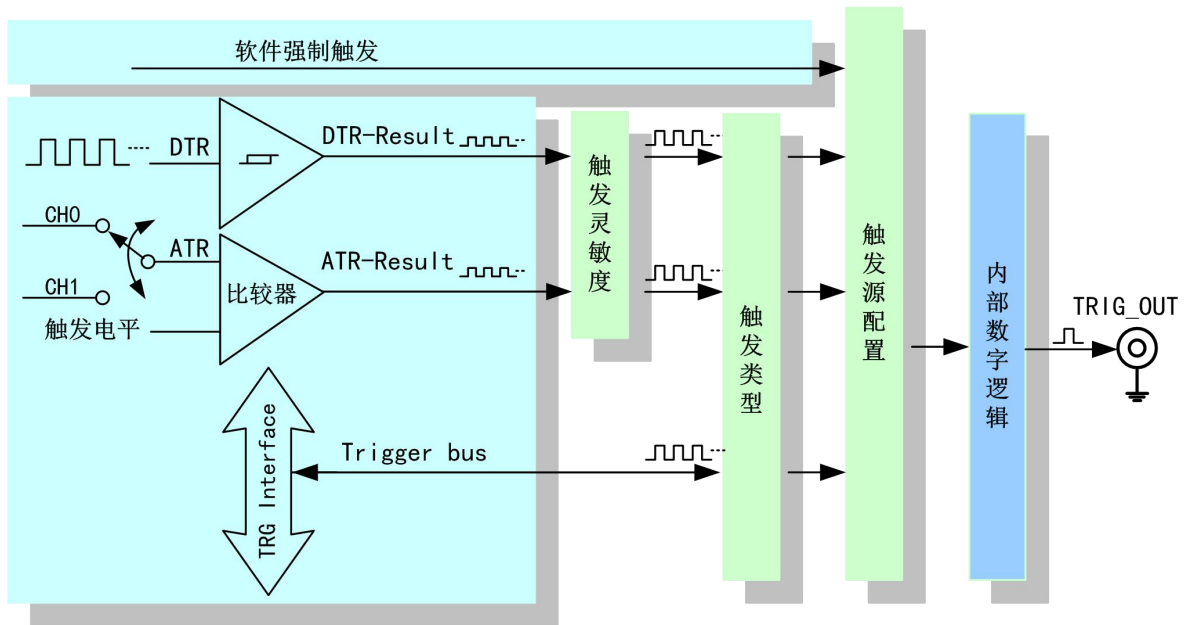 软件强制触发
DTR
DTR-Result
CH0
ATR
ATR-Result
CH1
比较器
触发电平
TRG Interface
Trigger bus
触发灵敏度
触发类型
触发源配置
内部数字逻辑
TRIG_OUT